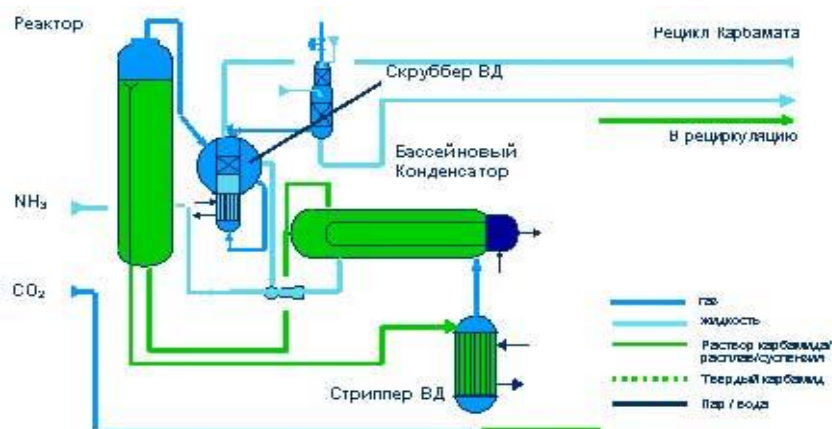 Реактор
Рецикл Карбамата
Скруббер ВД
В рециркуляцию
Бассейновый
Конденсатор
NH₃
CO₂
газ
жидкость
Раствор карбамида/
расплав/суспензия
Твердый карбамид
Пар / вода
Стриппер ВД